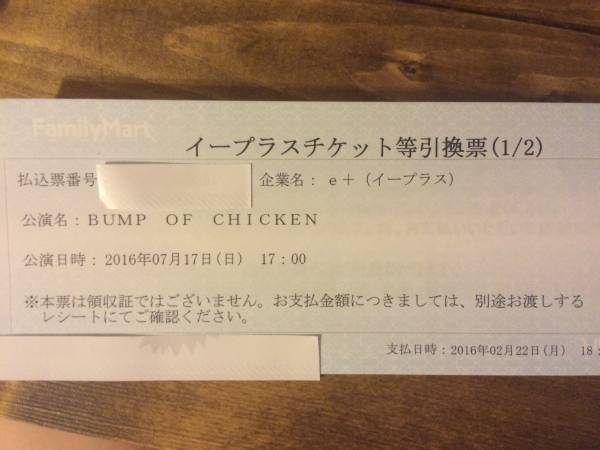 FamilyMart
イープラスチケット等引換票(1/2)
払込票番号 企業名：ｅ＋（イープラス）
公演名：ＢＵＭＰ　ＯＦ　ＣＨＩＣＫＥＮ
公演日時：2016年07月17日(日)　17:00
※本票は領収証ではございません。お支払金額につきましては、別途お渡しする
レシートにてご確認ください。
支払日時：2016年02月22日(月)　18: